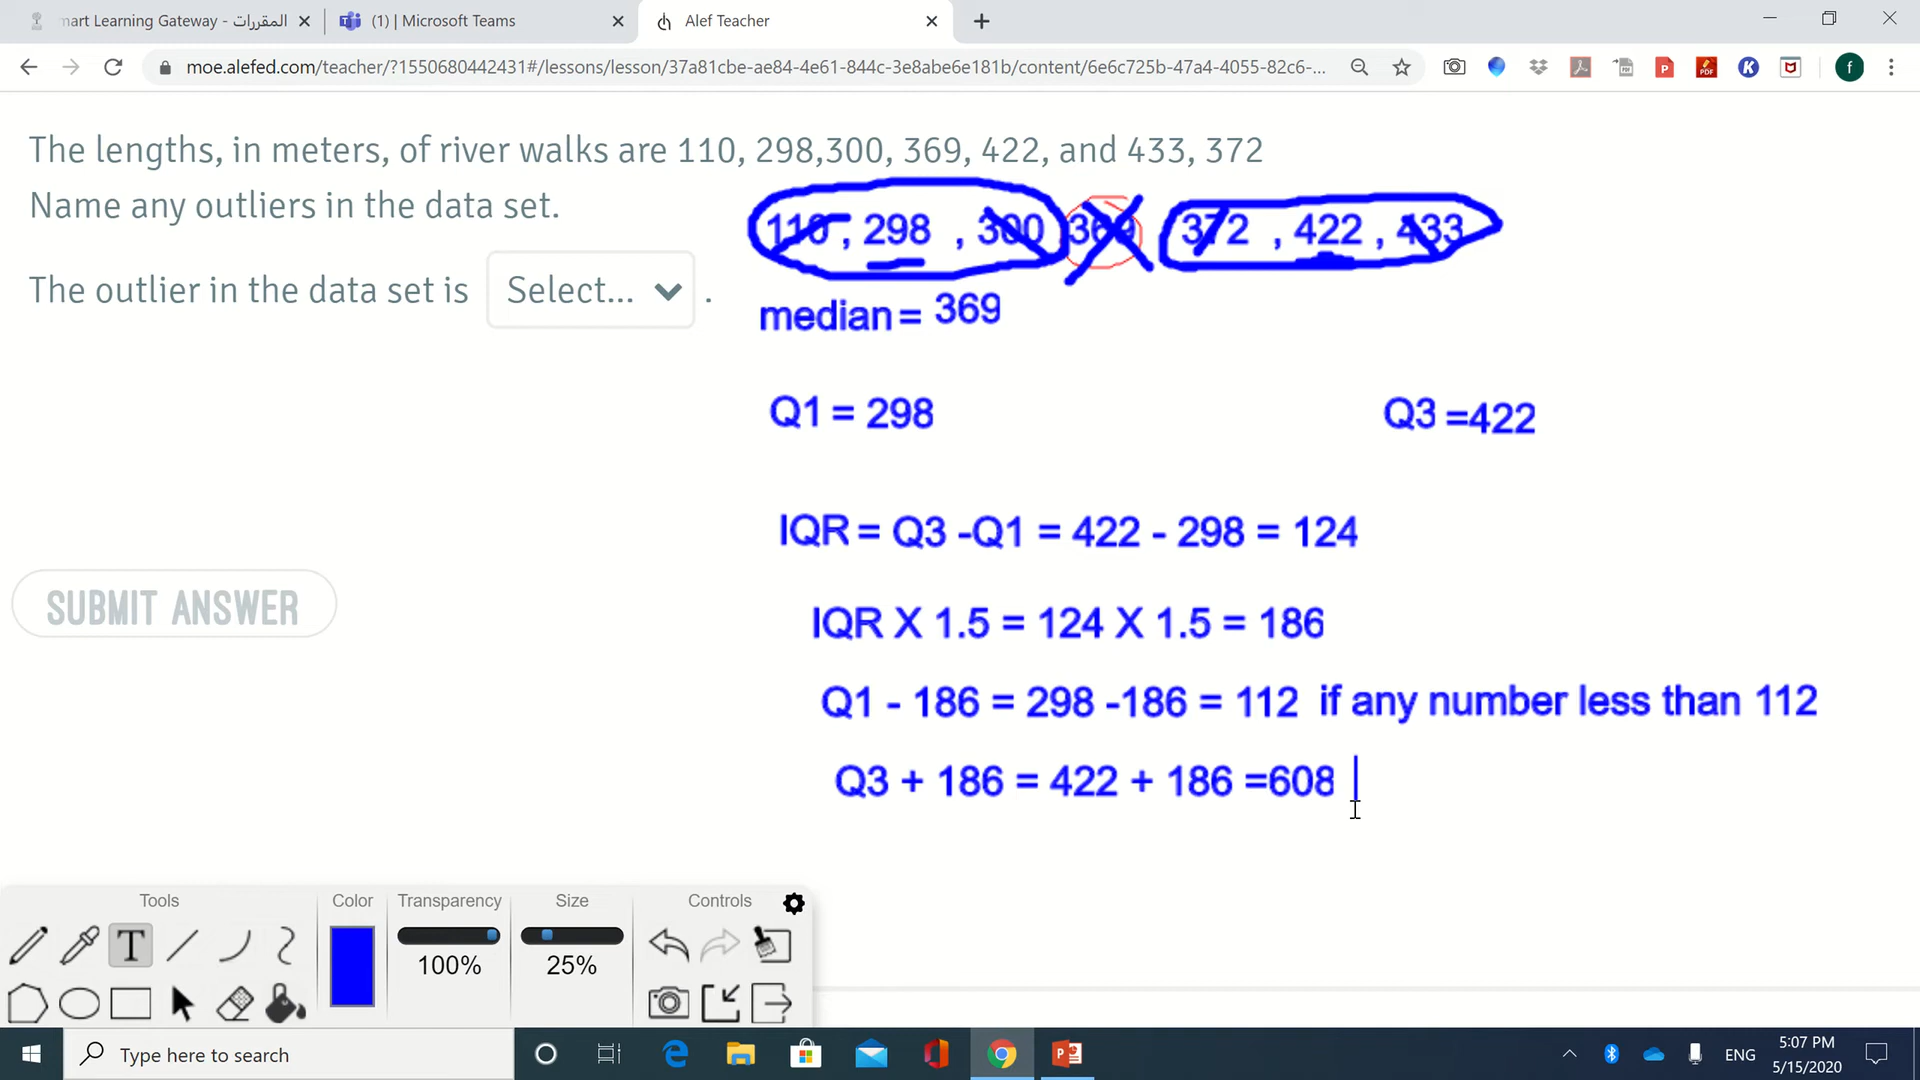 mart Learning Gateway - المقررات
(1) | Microsoft Teams
Alef Teacher
moe.alefed.com/teacher/?1550680442431#/lessons/lesson/37a81cbe-ae84-4e61-844c-3e8abe6e181b/content/6e6c725b-47a4-4055-82c6-...
f
The lengths, in meters, of river walks are 110, 298,300, 369, 422, and 433, 372
Name any outliers in the data set.
110 , 298 , 300 369 372 , 422 , 433
The outlier in the data set is Select... .
median = 369
Q1 = 298
Q3 =422
IQR = Q3 -Q1 = 422 - 298 = 124
SUBMIT ANSWER
IQR X 1.5 = 124 X 1.5 = 186
Q1 - 186 = 298 -186 = 112 if any number less than 112
Q3 + 186 = 422 + 186 =608
Tools
Color
Transparency
Size
Controls
T
100%
25%
Type here to search
ENG
5:07 PM
5/15/2020